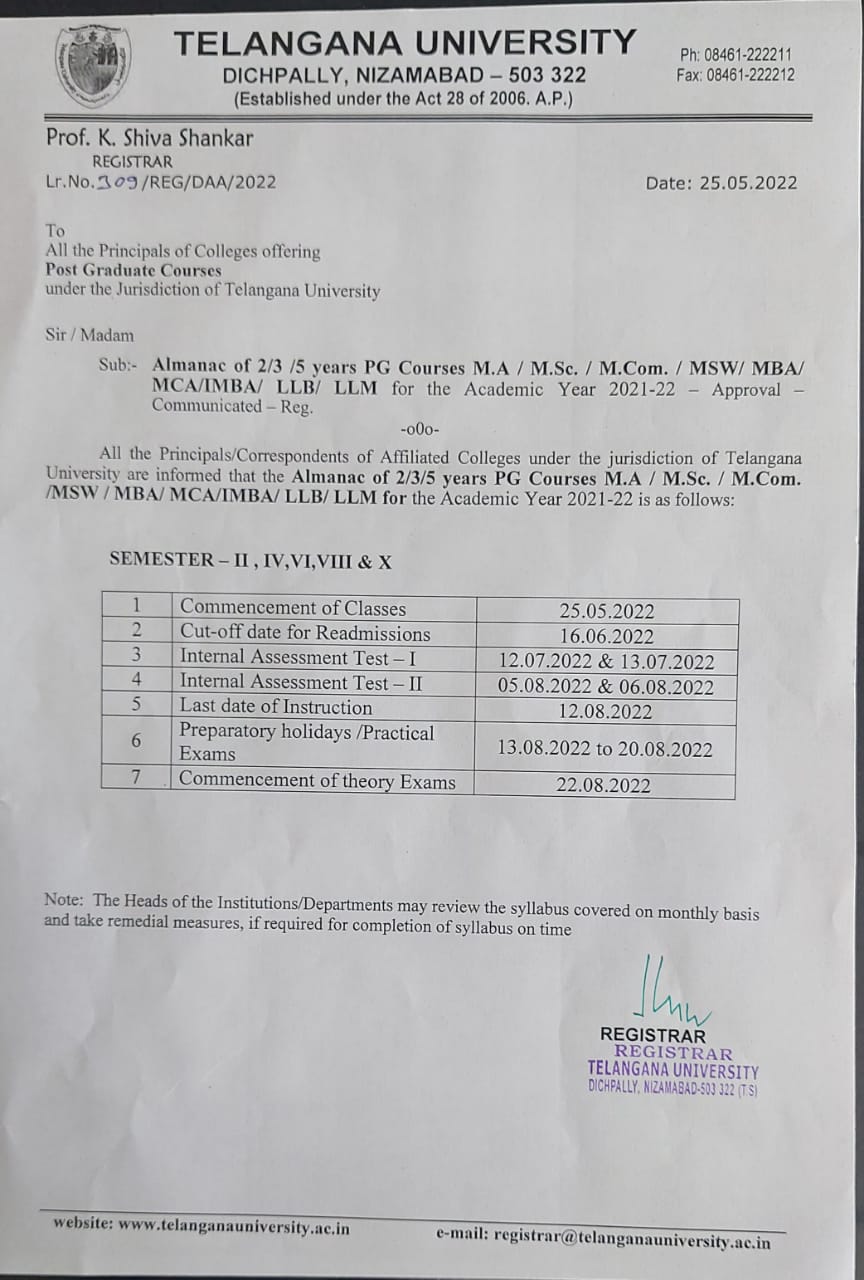 TELANGANA UNIVERSITY
DICHPALLY, NIZAMABAD – 503 322
(Established under the Act 28 of 2006. A.P.)
Ph: 08461-222211
Fax: 08461-222212
Prof. K. Shiva Shankar
REGISTRAR
Lr.No.309/REG/DAA/2022
Date: 25.05.2022
To
All the Principals of Colleges offering
Post Graduate Courses
under the Jurisdiction of Telangana University
Sir / Madam
Sub:- Almanac of 2/3 /5 years PG Courses M.A / M.Sc. / M.Com. / MSW/ MBA/
MCA/IMBA/ LLB/ LLM for the Academic Year 2021-22 – Approval –
Communicated – Reg.
-o0o-
All the Principals/Correspondents of Affiliated Colleges under the jurisdiction of Telangana
University are informed that the Almanac of 2/3/5 years PG Courses M.A / M.Sc. / M.Com.
/MSW / MBA/ MCA/IMBA/ LLB/ LLM for the Academic Year 2021-22 is as follows:
SEMESTER – II , IV,VI,VIII & X
1 Commencement of Classes 25.05.2022
2 Cut-off date for Readmissions 16.06.2022
3 Internal Assessment Test – I 12.07.2022 & 13.07.2022
4 Internal Assessment Test – II 05.08.2022 & 06.08.2022
5 Last date of Instruction 12.08.2022
6 Preparatory holidays /Practical
Exams 13.08.2022 to 20.08.2022
7 Commencement of theory Exams 22.08.2022
Note: The Heads of the Institutions/Departments may review the syllabus covered on monthly basis
and take remedial measures, if required for completion of syllabus on time
REGISTRAR
REGISTRAR
TELANGANA UNIVERSITY
DICHPALLY, NIZAMABAD-503 322 (T.S)
website: www.telanganauniversity.ac.in
e-mail: registrar@telanganauniversity.ac.in